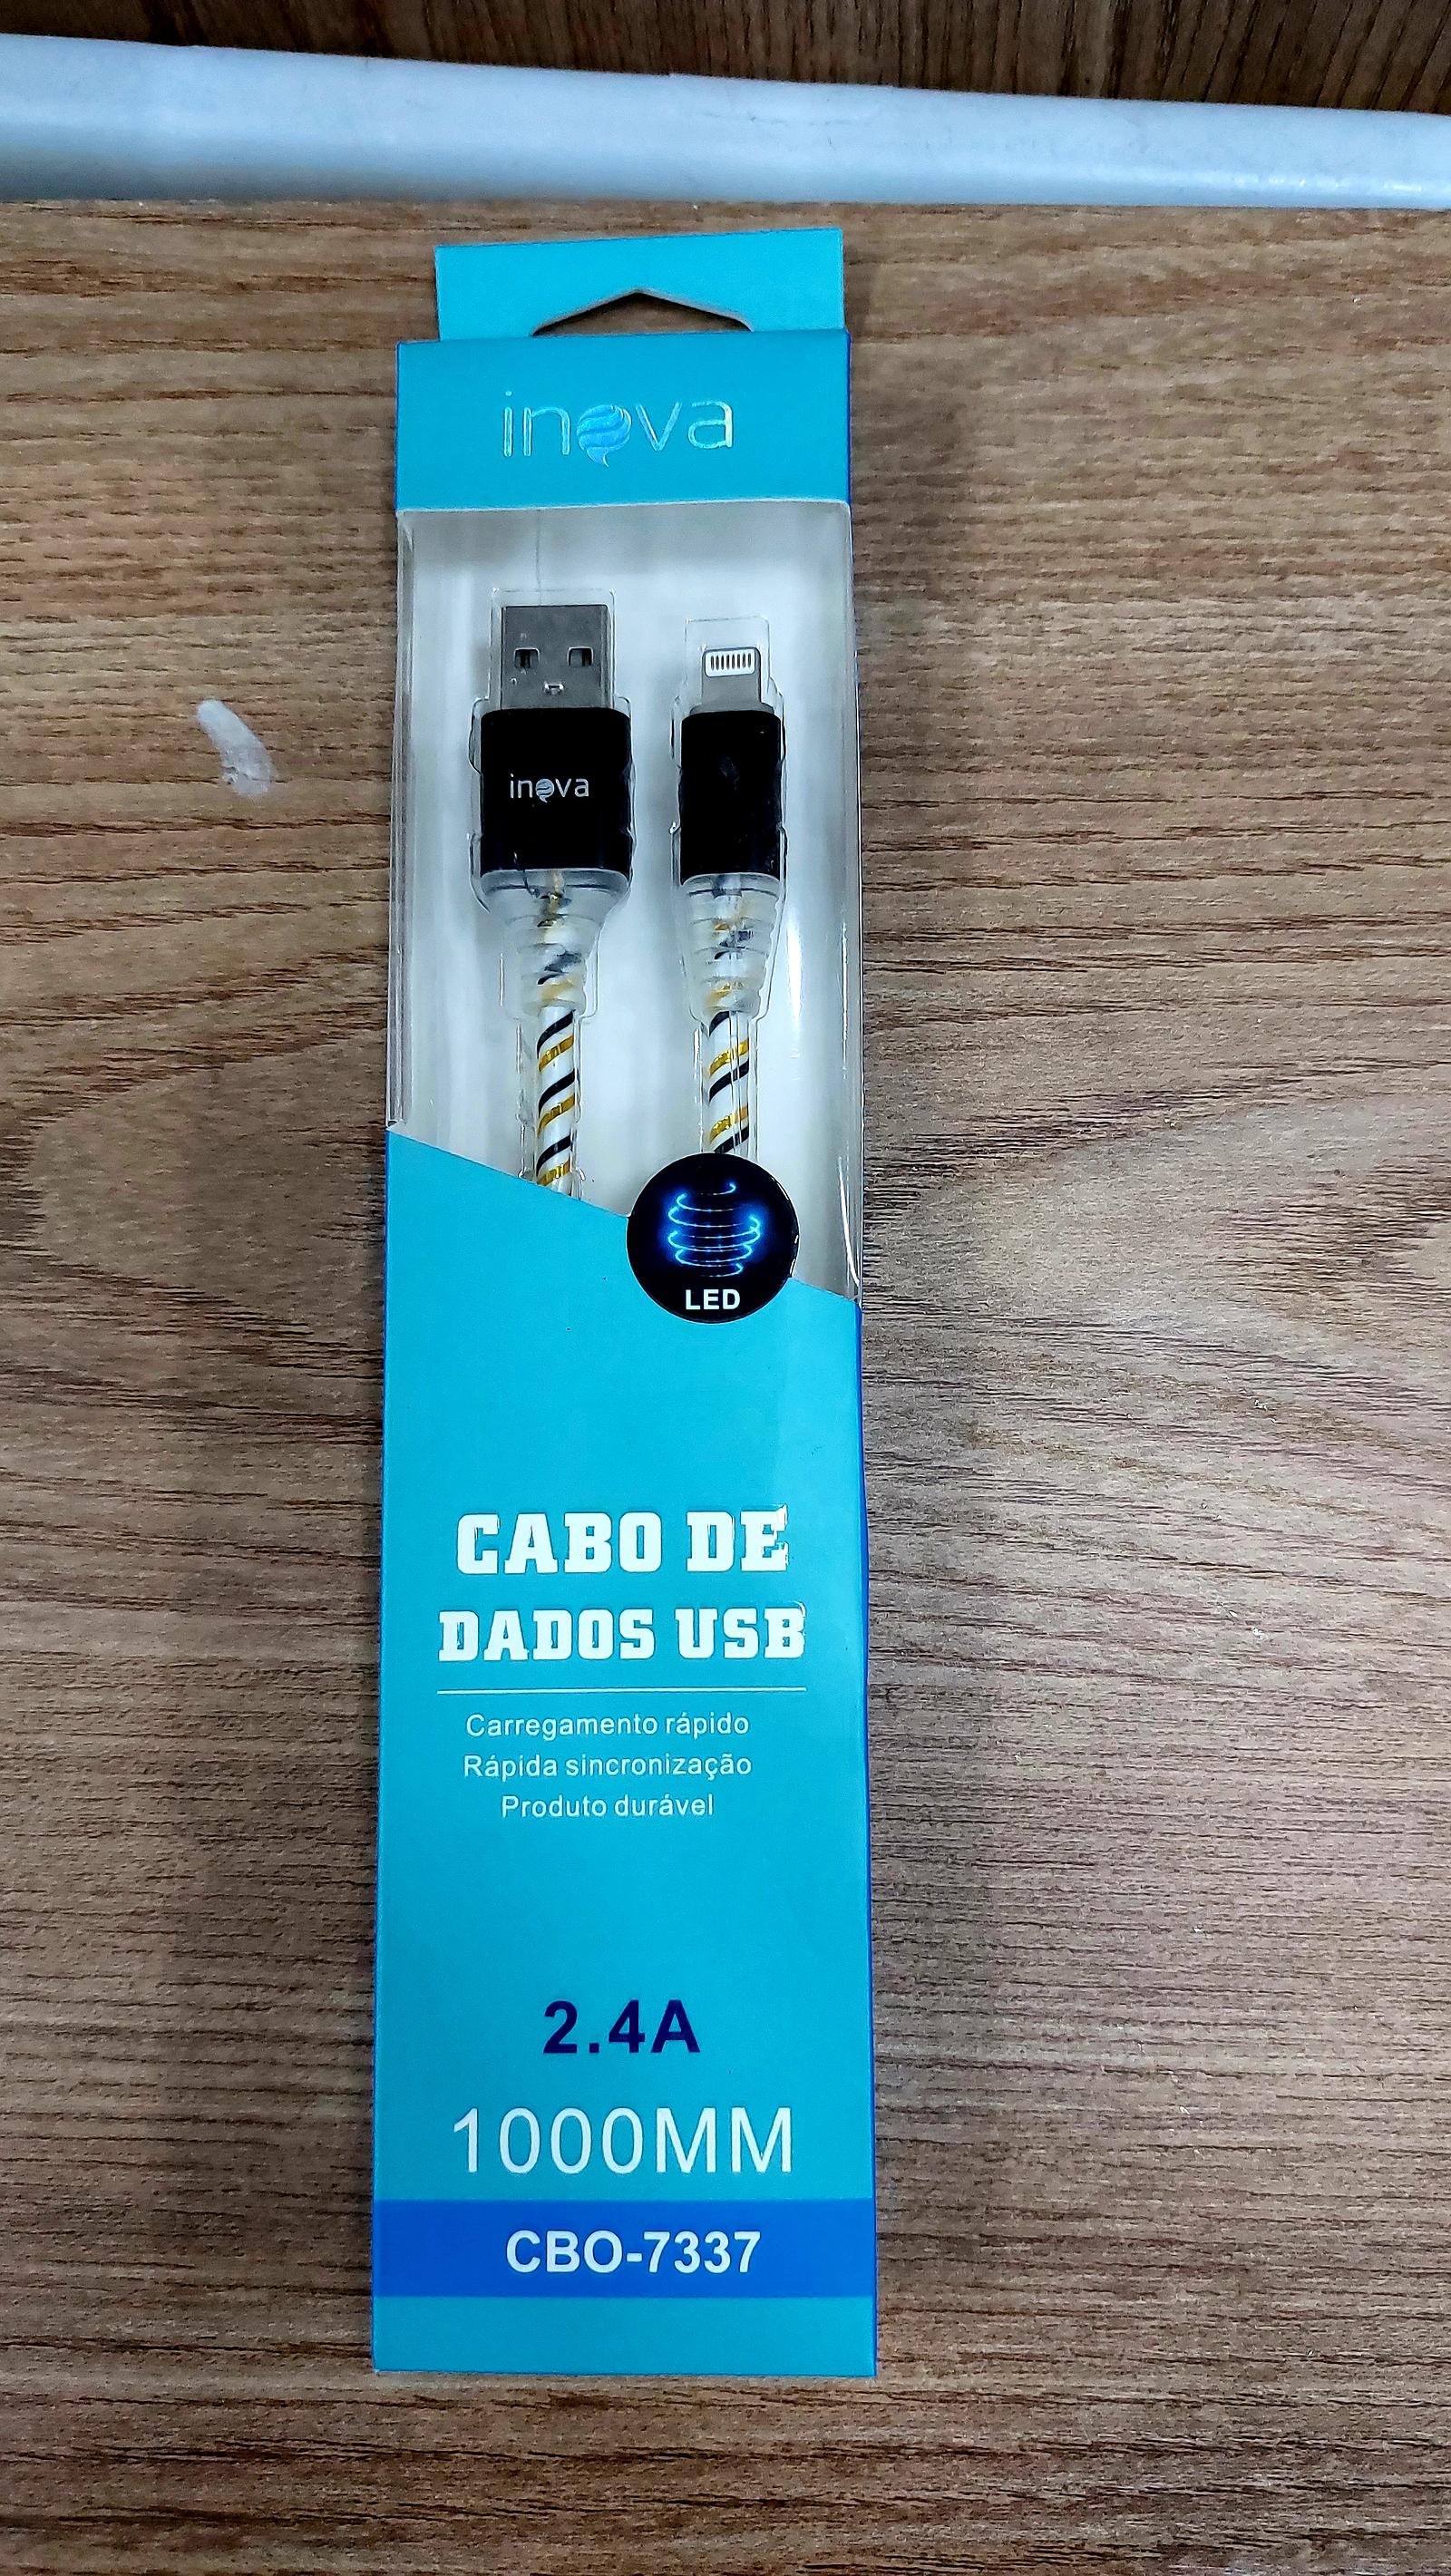 inova
inova
LED
CABO DE
DADOS USB
Carregamento rápido
Rápida sincronização
Produto durável
2.4A
1000MM
CBO-7337